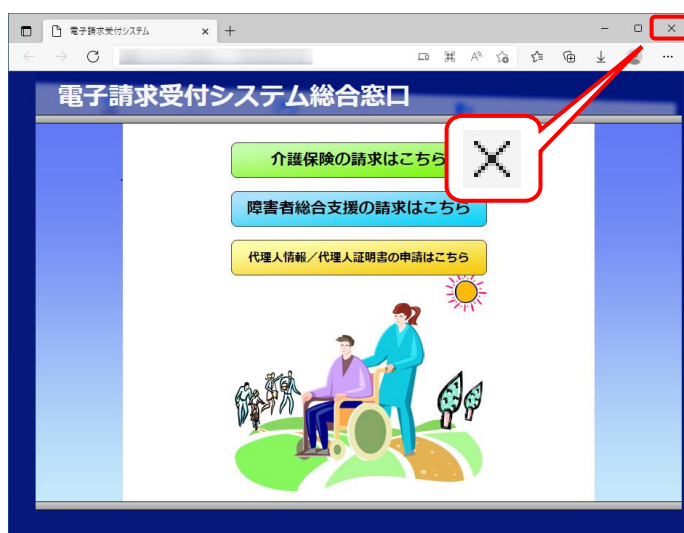 電子請求受付システム
電子請求受付システム総合窓口
介護保険の請求はこちら
障害者総合支援の請求はこちら
代理人情報／代理人証明書の申請はこちら